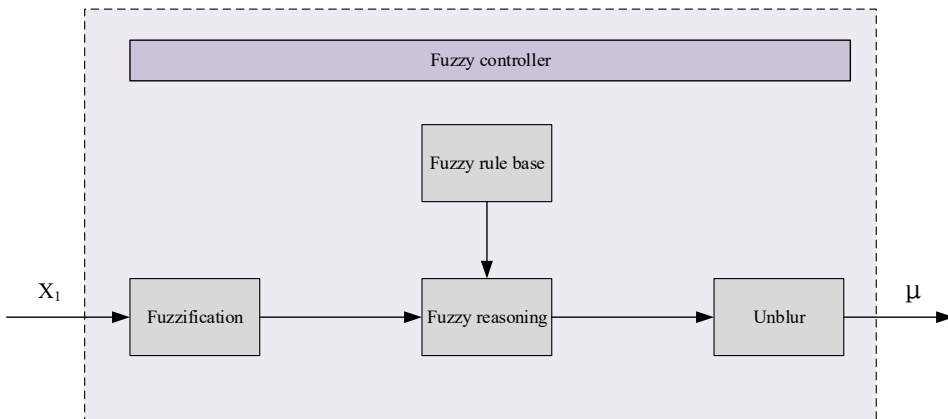 Fuzzy controller
Fuzzy rule base
X₁
Fuzzification
Fuzzy reasoning
Unblur
μ